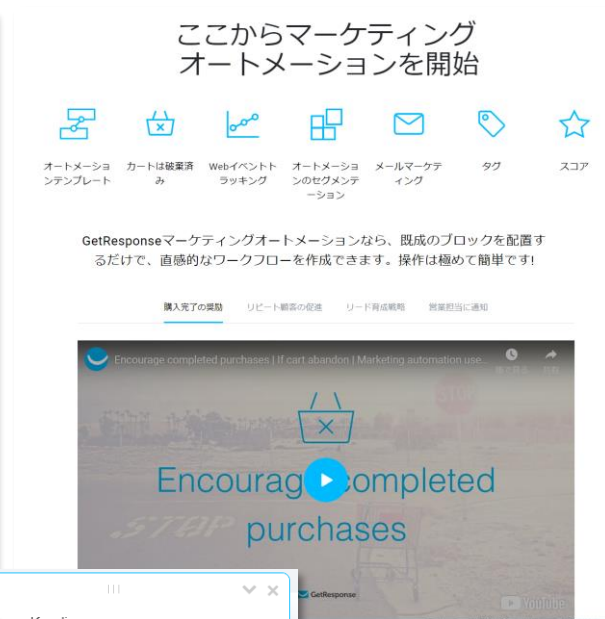 ここからマーケティング
オートメーションを開始
オートメーショ
ンテンプレート
カートは破棄済
み
Webイベントト
ラッキング
オートメーショ
ンのセグメンテ
ーション
メールマーケテ
ィング
タグ
スコア
GetResponseマーケティングオートメーションなら、既成のブロックを配置す
るだけで、直感的なワークフローを作成できます。操作は極めて簡単です!
購入完了の奨励 リピート顧客の促進 リード育成戦略 営業担当に通知
Encourage completed purchases | If cart abandon | Marketing automation use...
後で見る 共有
STOP
Encourag ompleted
STOP
purchases
GetResponse
YouTube